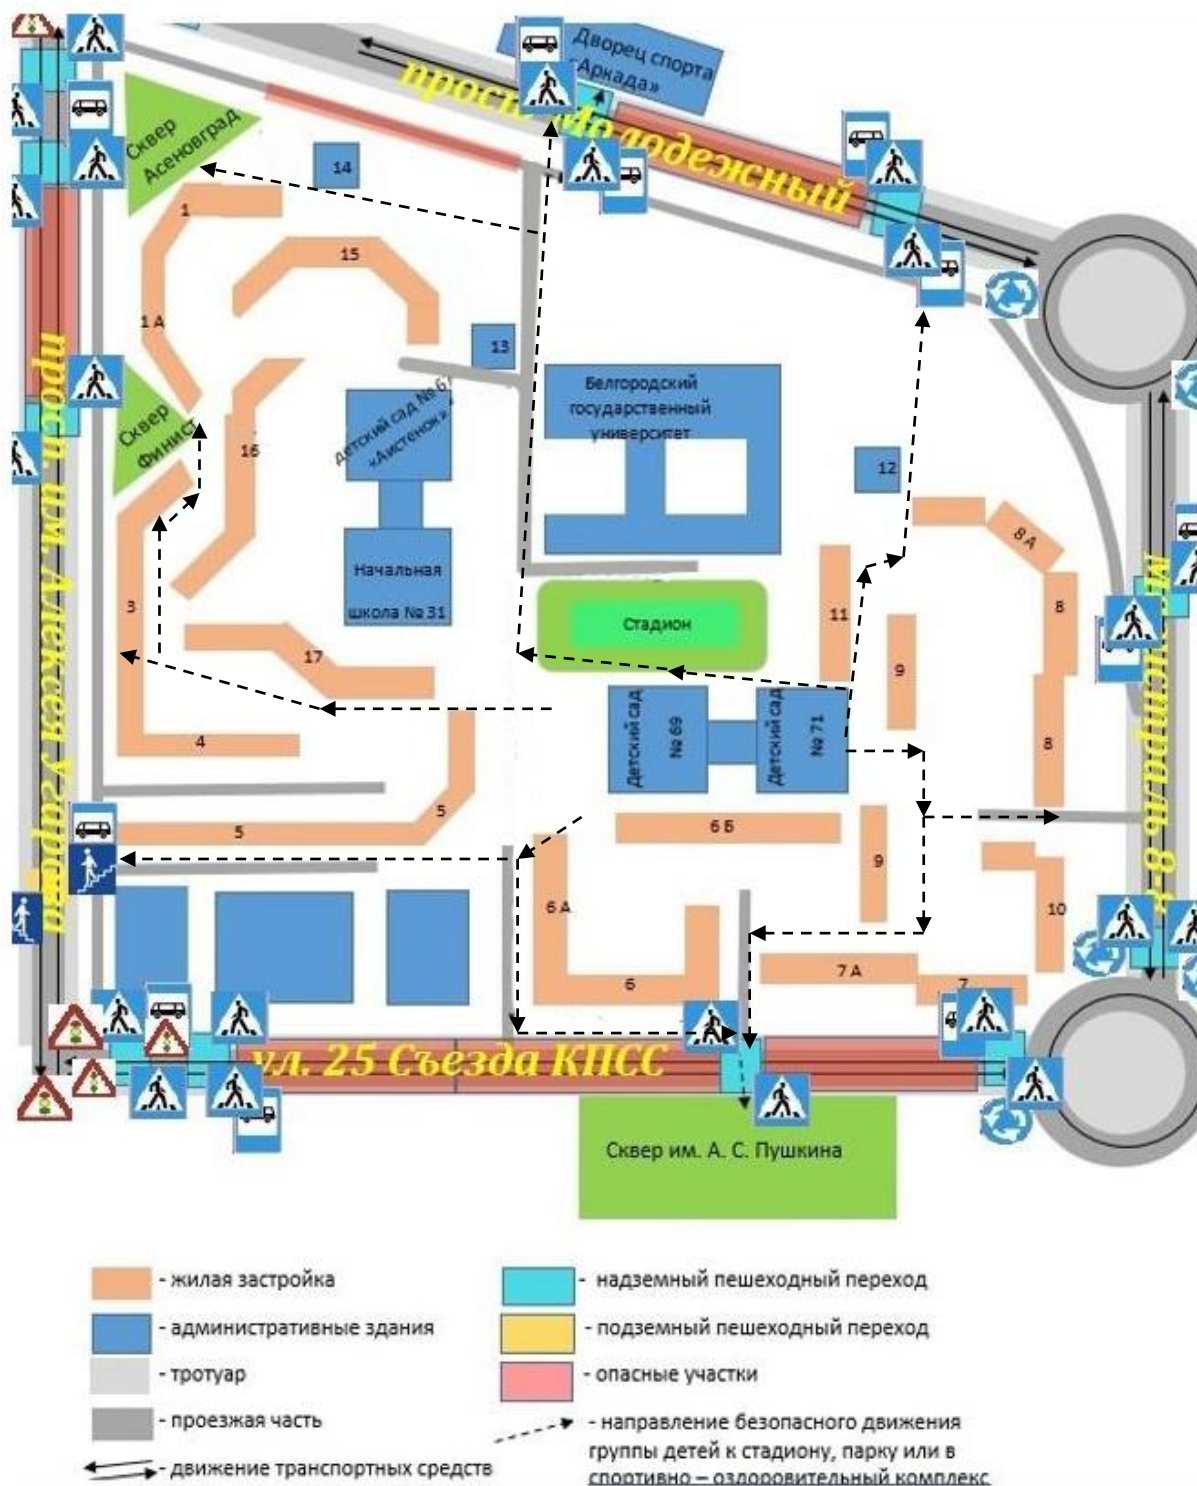 Дворец спорта
«Аркада»
просп. Молодежный
Сквер
Асеновград
14
1
15
1 А
13
Белгородский
государственный
университет
детский сад № 67
«Аистенок»
Сквер
Финист
16
12
8 А
Начальная
школа № 31
3
8
11
Стадион
17
9
просп. им. Алексея Угарова
Магистраль 8-я
Детский сад
№ 69
Детский сад
№ 71
4
8
5
5
6 Б
9
6 А
10
7 А
6
7
ул. 25 Съезда КПСС
Сквер им. А. С. Пушкина
- жилая застройка
- административные здания
- тротуар
- проезжая часть
- движение транспортных средств
- надземный пешеходный переход
- подземный пешеходный переход
- опасные участки
- направление безопасного движения
группы детей к стадиону, парку или в
спортивно – оздоровительный комплекс